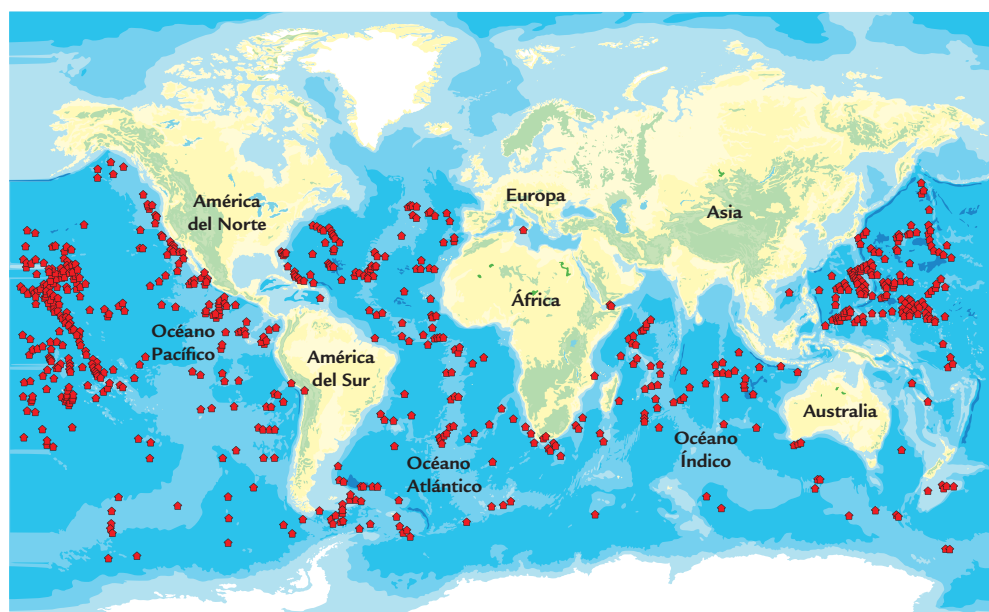 América
del Norte
Europa
Asia
África
Océano
Pacífico
América
del Sur
Australia
Océano
Índico
Océano
Atlántico